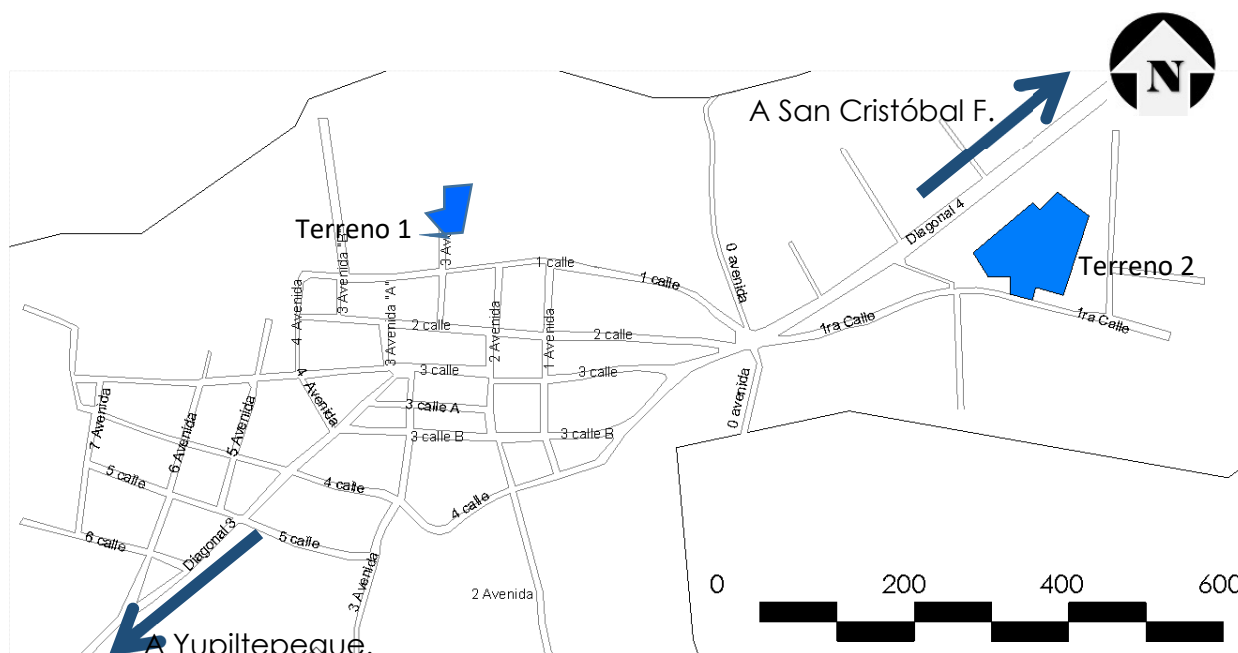 N
A San Cristóbal F.
Diagonal 4
Terreno 1
3 Avenida "B"
1 calle
1 calle
0 avenida
Terreno 2
1ra Calle
1ra Calle
4 Avenida
3 Avenida "A"
2 calle
2 Avenida
1 Avenida
2 calle
3 calle
3 calle
4 Avenida
3 calle A
3 calle B
3 calle B
0 avenida
7 Avenida
6 Avenida
5 Avenida
5 calle
4 calle
4 calle
6 calle
Diagonal 3
5 calle
3 Avenida
2 Avenida
A Yupiltepeque.
0 200 400 600